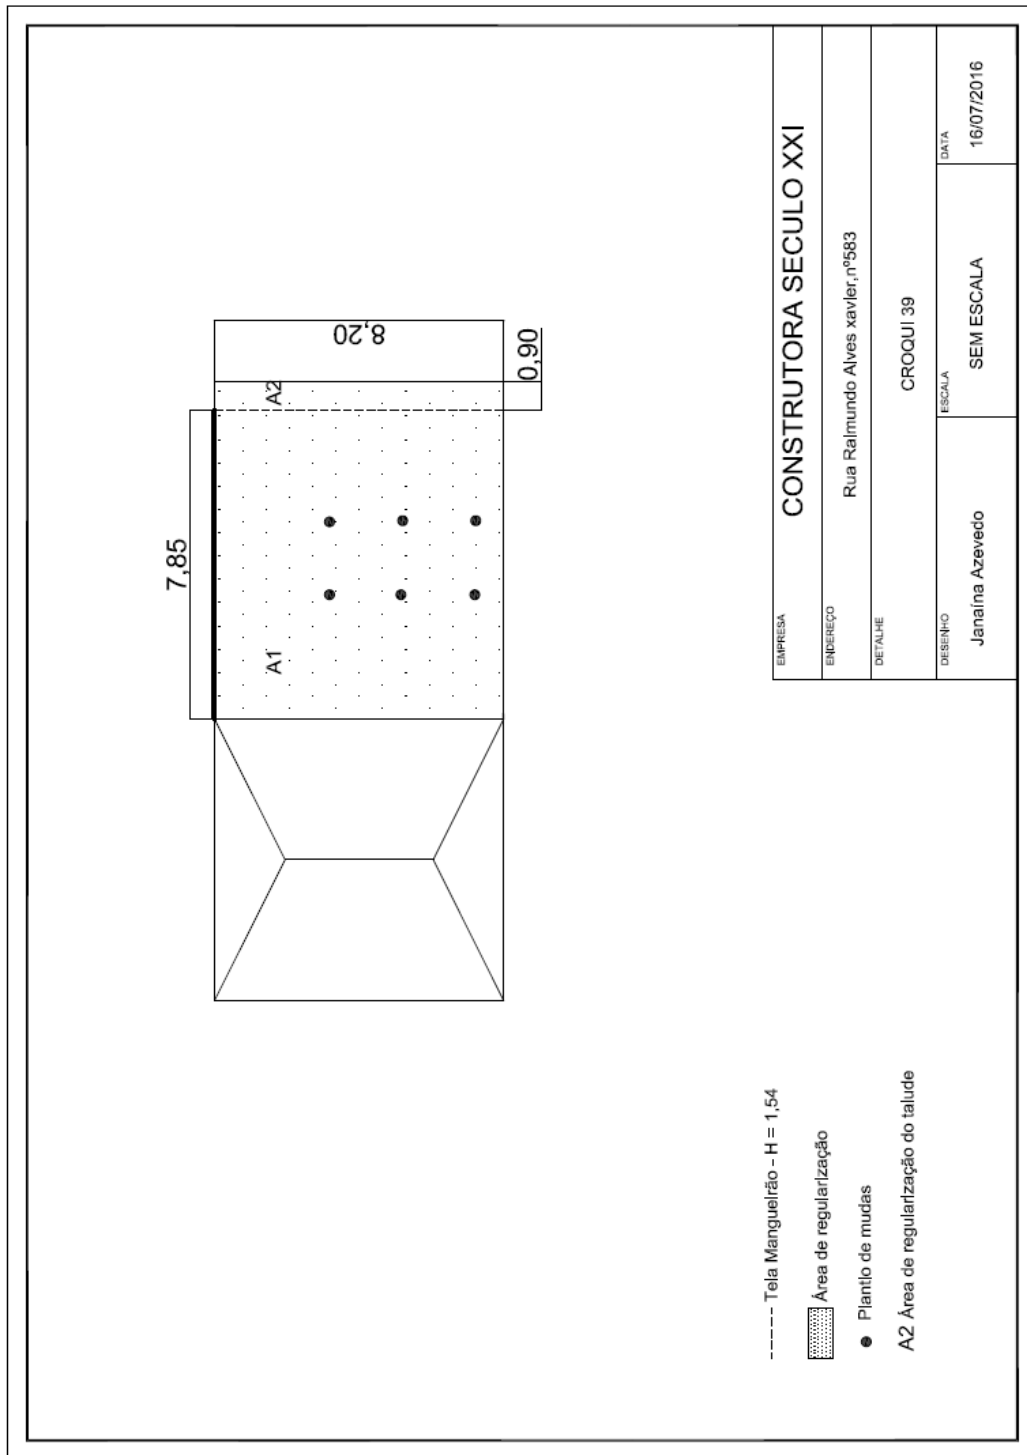 7,85
A1
A2
8,20
0,90
----- Tela Mangueirão - H = 1,54
Área de regularização
Plantio de mudas
A2 Área de regularização do talude
EMPRESA
CONSTRUTORA SECULO XXI
ENDEREÇO
Rua Raimundo Alves xavier,nº583
DETALHE
CROQUI 39
DESENHO
Janaína Azevedo
ESCALA
SEM ESCALA
DATA
16/07/2016